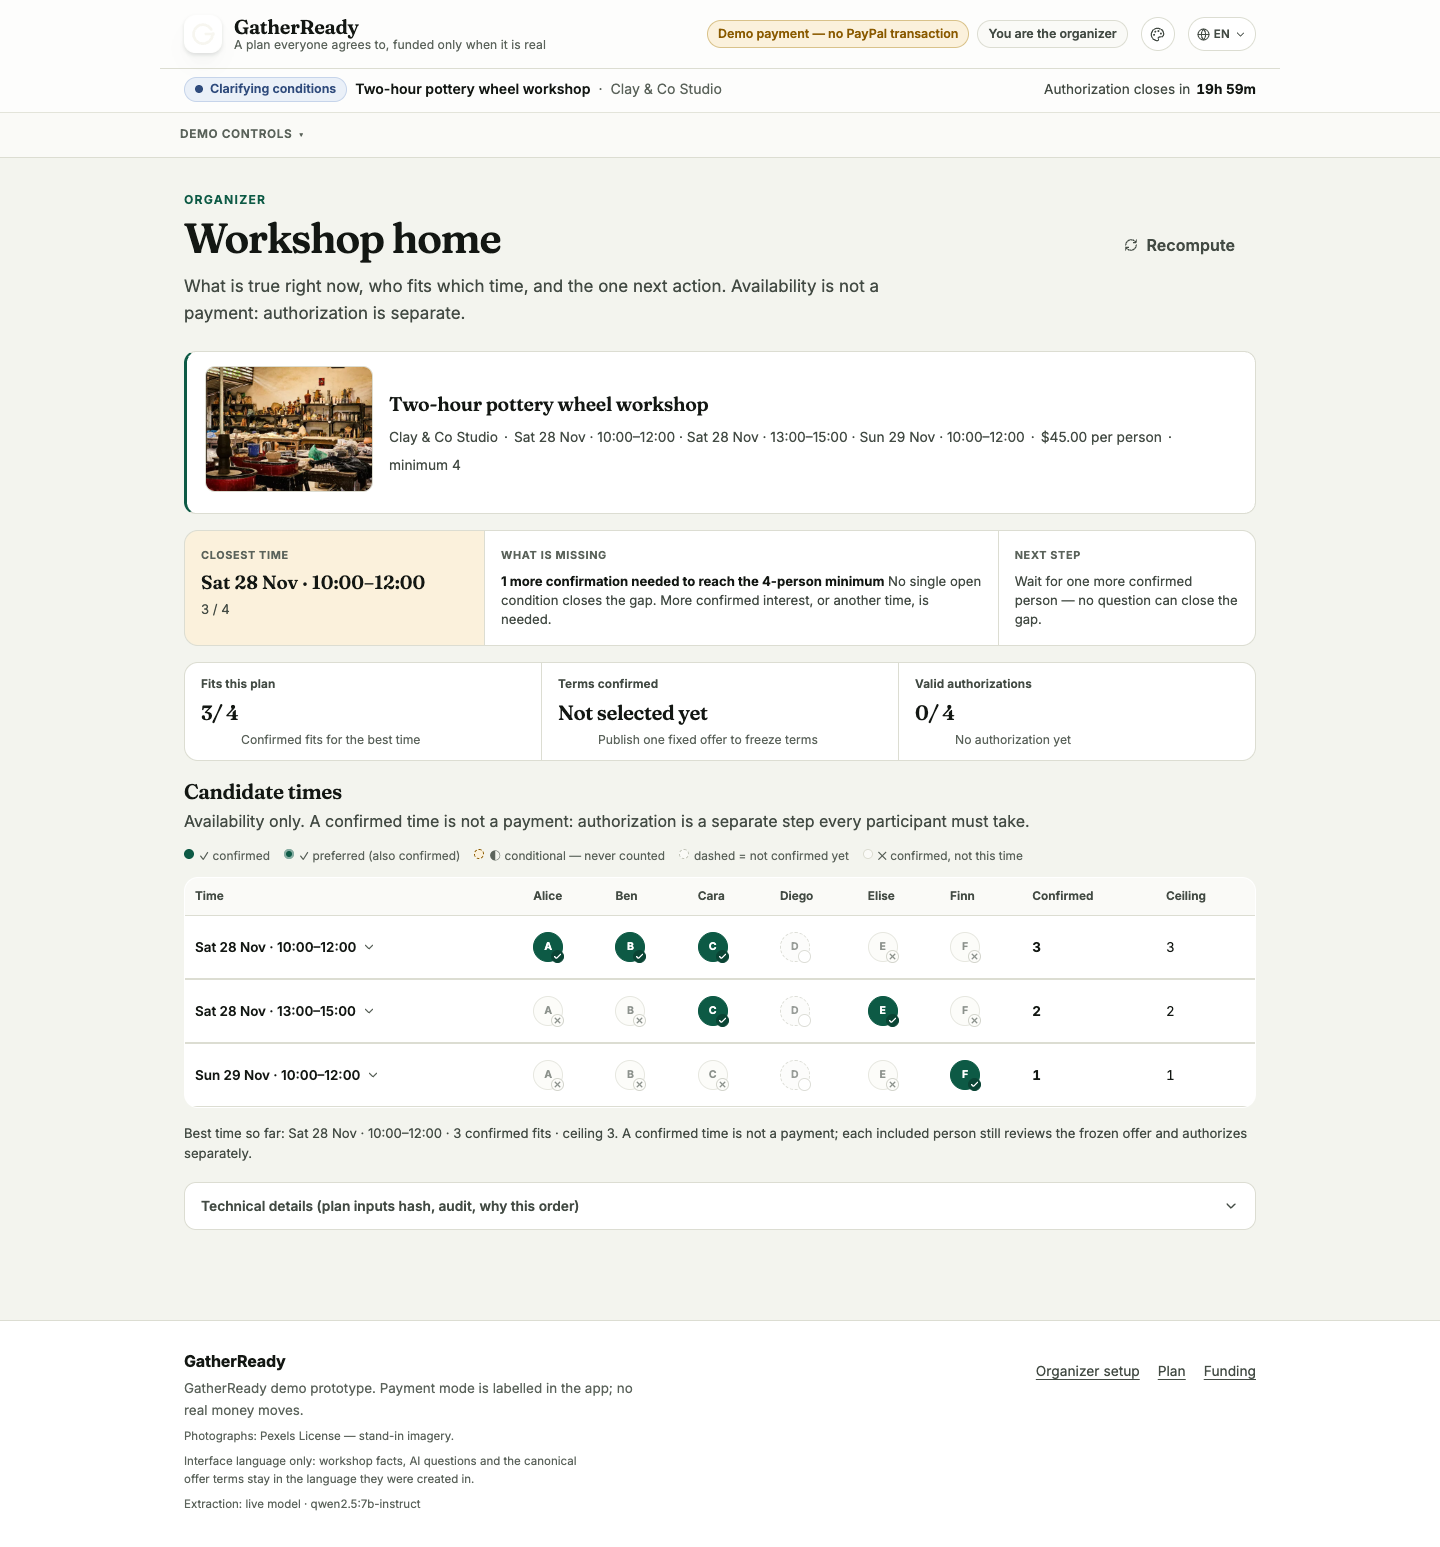 GatherReady
A plan everyone agrees to, funded only when it is real
Demo payment — no PayPal transaction
You are the organizer
EN
Clarifying conditions
Two-hour pottery wheel workshop · Clay & Co Studio
Authorization closes in 19h 59m
DEMO CONTROLS
ORGANIZER
Workshop home
Recompute
What is true right now, who fits which time, and the one next action. Availability is not a
payment: authorization is separate.
Two-hour pottery wheel workshop
Clay & Co Studio · Sat 28 Nov · 10:00–12:00 · Sat 28 Nov · 13:00–15:00 · Sun 29 Nov · 10:00–12:00 · $45.00 per person ·
minimum 4
CLOSEST TIME
Sat 28 Nov · 10:00–12:00
3 / 4
WHAT IS MISSING
1 more confirmation needed to reach the 4-person minimum No single open
condition closes the gap. More confirmed interest, or another time, is
needed.
NEXT STEP
Wait for one more confirmed
person — no question can close the
gap.
Fits this plan
3/ 4
Confirmed fits for the best time
Terms confirmed
Not selected yet
Publish one fixed offer to freeze terms
Valid authorizations
0/ 4
No authorization yet
Candidate times
Availability only. A confirmed time is not a payment: authorization is a separate step every participant must take.
✓ confirmed ✓ preferred (also confirmed) ◐ conditional — never counted dashed = not confirmed yet ✕ confirmed, not this time
Time Alice Ben Cara Diego Elise Finn Confirmed Ceiling
Sat 28 Nov · 10:00–12:00 A B C D E F 3 3
Sat 28 Nov · 13:00–15:00 A B C D E F 2 2
Sun 29 Nov · 10:00–12:00 A B C D E F 1 1
Best time so far: Sat 28 Nov · 10:00–12:00 · 3 confirmed fits · ceiling 3. A confirmed time is not a payment; each included person still reviews the frozen offer and authorizes
separately.
Technical details (plan inputs hash, audit, why this order)
GatherReady
GatherReady demo prototype. Payment mode is labelled in the app; no
real money moves.
Photographs: Pexels License — stand-in imagery.
Interface language only: workshop facts, AI questions and the canonical
offer terms stay in the language they were created in.
Extraction: live model · qwen2.5:7b-instruct
Organizer setup Plan Funding